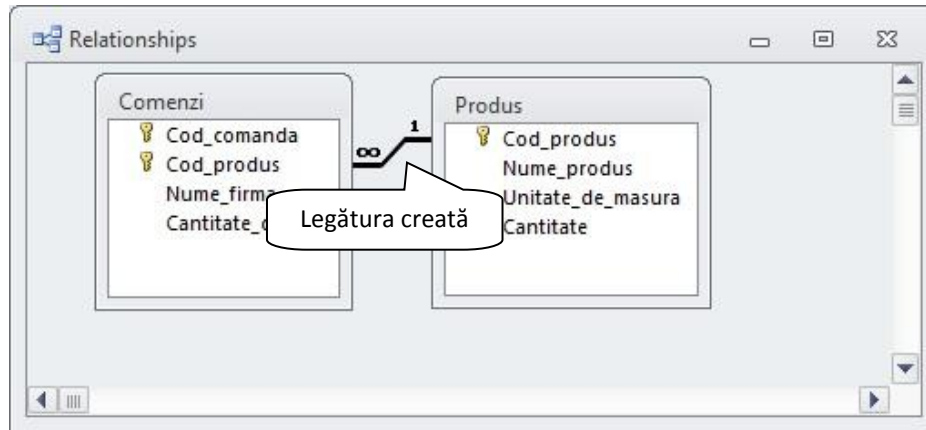 Relationships
Comenzi
Cod_comanda
Cod_produs
Nume_firma
Cantitate_c
∞
1
Legătura creată
Produs
Cod_produs
Nume_produs
Unitate_de_masura
Cantitate